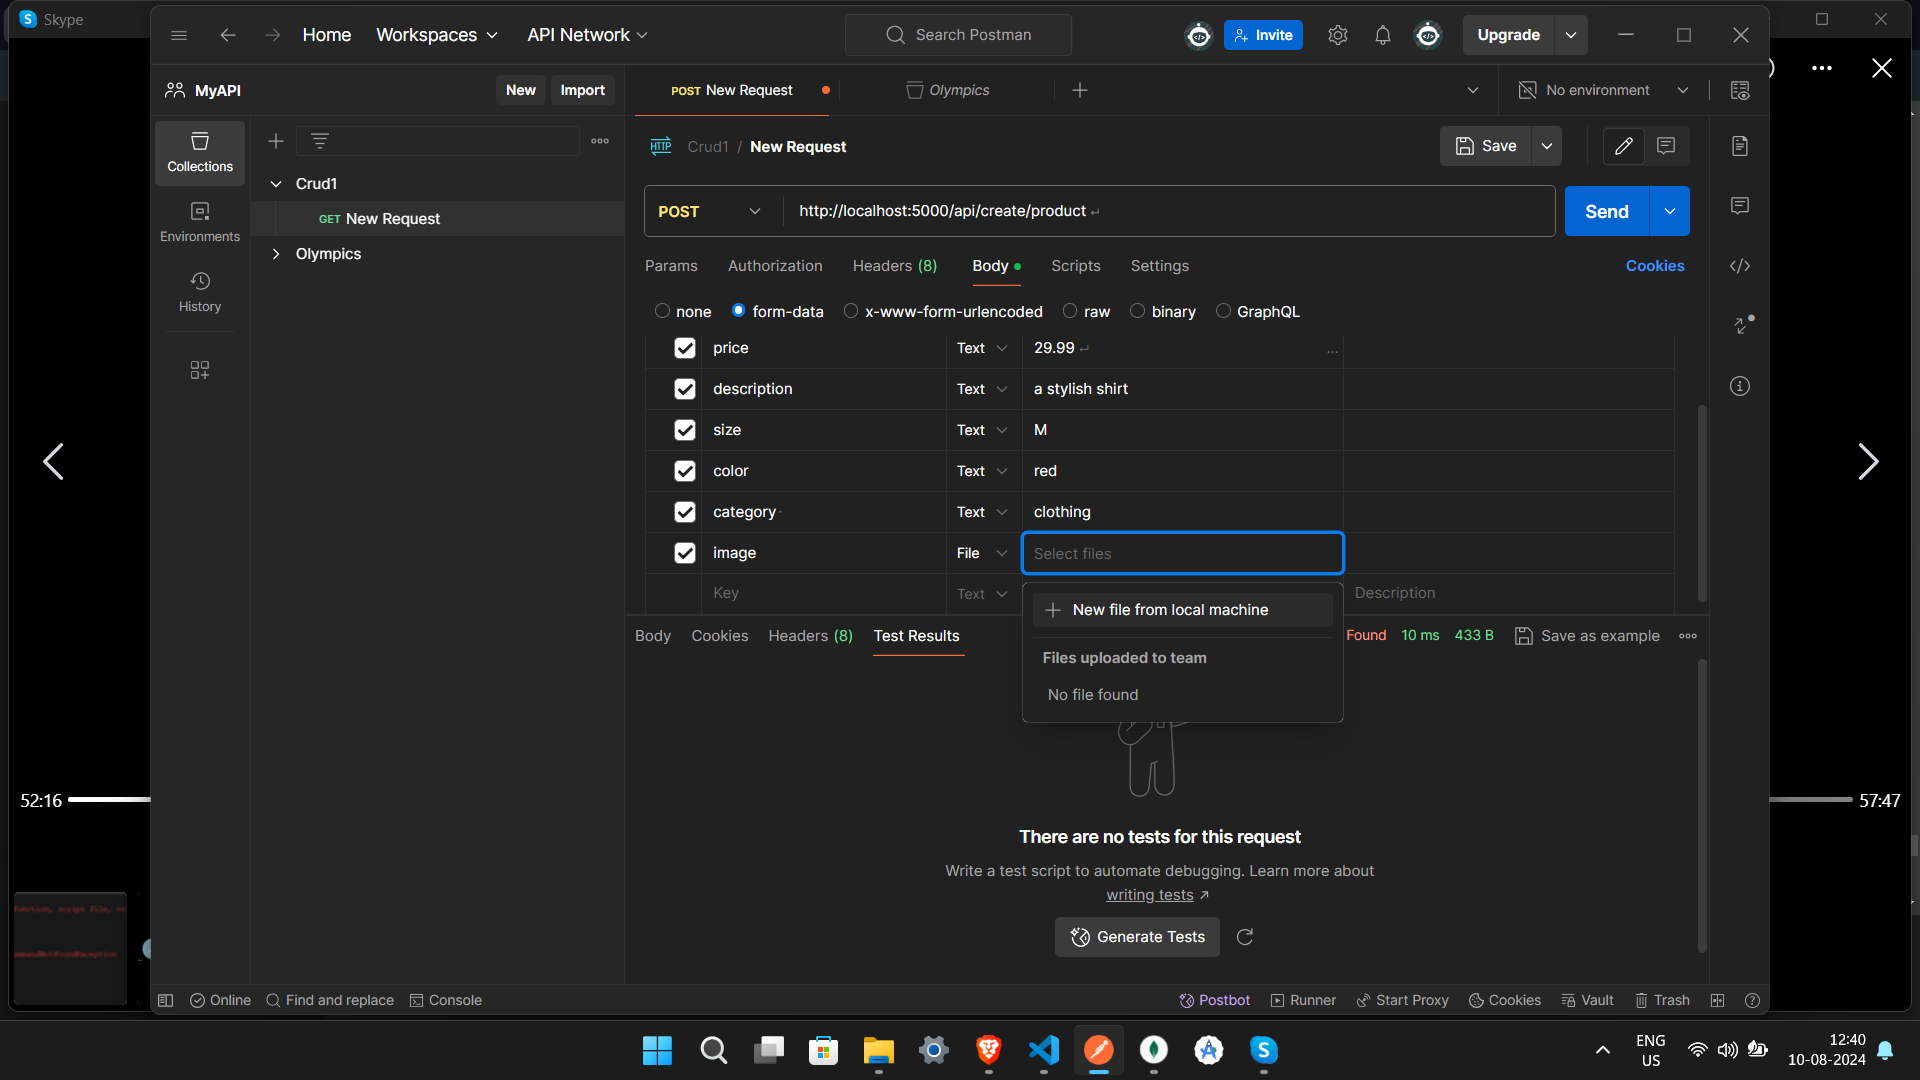 Skype
Home
Workspaces
API Network
Search Postman
Invite
Upgrade
MyAPI
New
Import
POST New Request
Olympics
No environment
Collections
Environments
History
Crud1
GET New Request
Olympics
HTTP
Crud1 / New Request
Save
POST
http://localhost:5000/api/create/product
Send
Params
Authorization
Headers (8)
Body
Scripts
Settings
Cookies
none
form-data
x-www-form-urlencoded
raw
binary
GraphQL
price Text 29.99
description Text a stylish shirt
size Text M
color Text red
category Text clothing
image File Select files
Key Text Description
New file from local machine
Files uploaded to team
No file found
Body
Cookies
Headers (8)
Test Results
Found 10 ms 433 B
Save as example
There are no tests for this request
Write a test script to automate debugging. Learn more about
writing tests
Generate Tests
52:16
57:47
function, script file, or
Online
Find and replace
Console
Postbot
Runner
Start Proxy
Cookies
Vault
Trash
ENG
US
12:40
10-08-2024